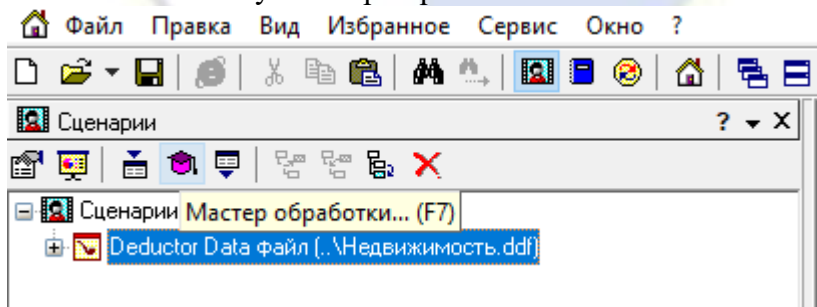 Файл Правка Вид Избранное Сервис Окно ?
Сценарии ? X
Сценарии Мастер обработки... (F7)
Deductor Data файл (..\Недвижимость.ddf)